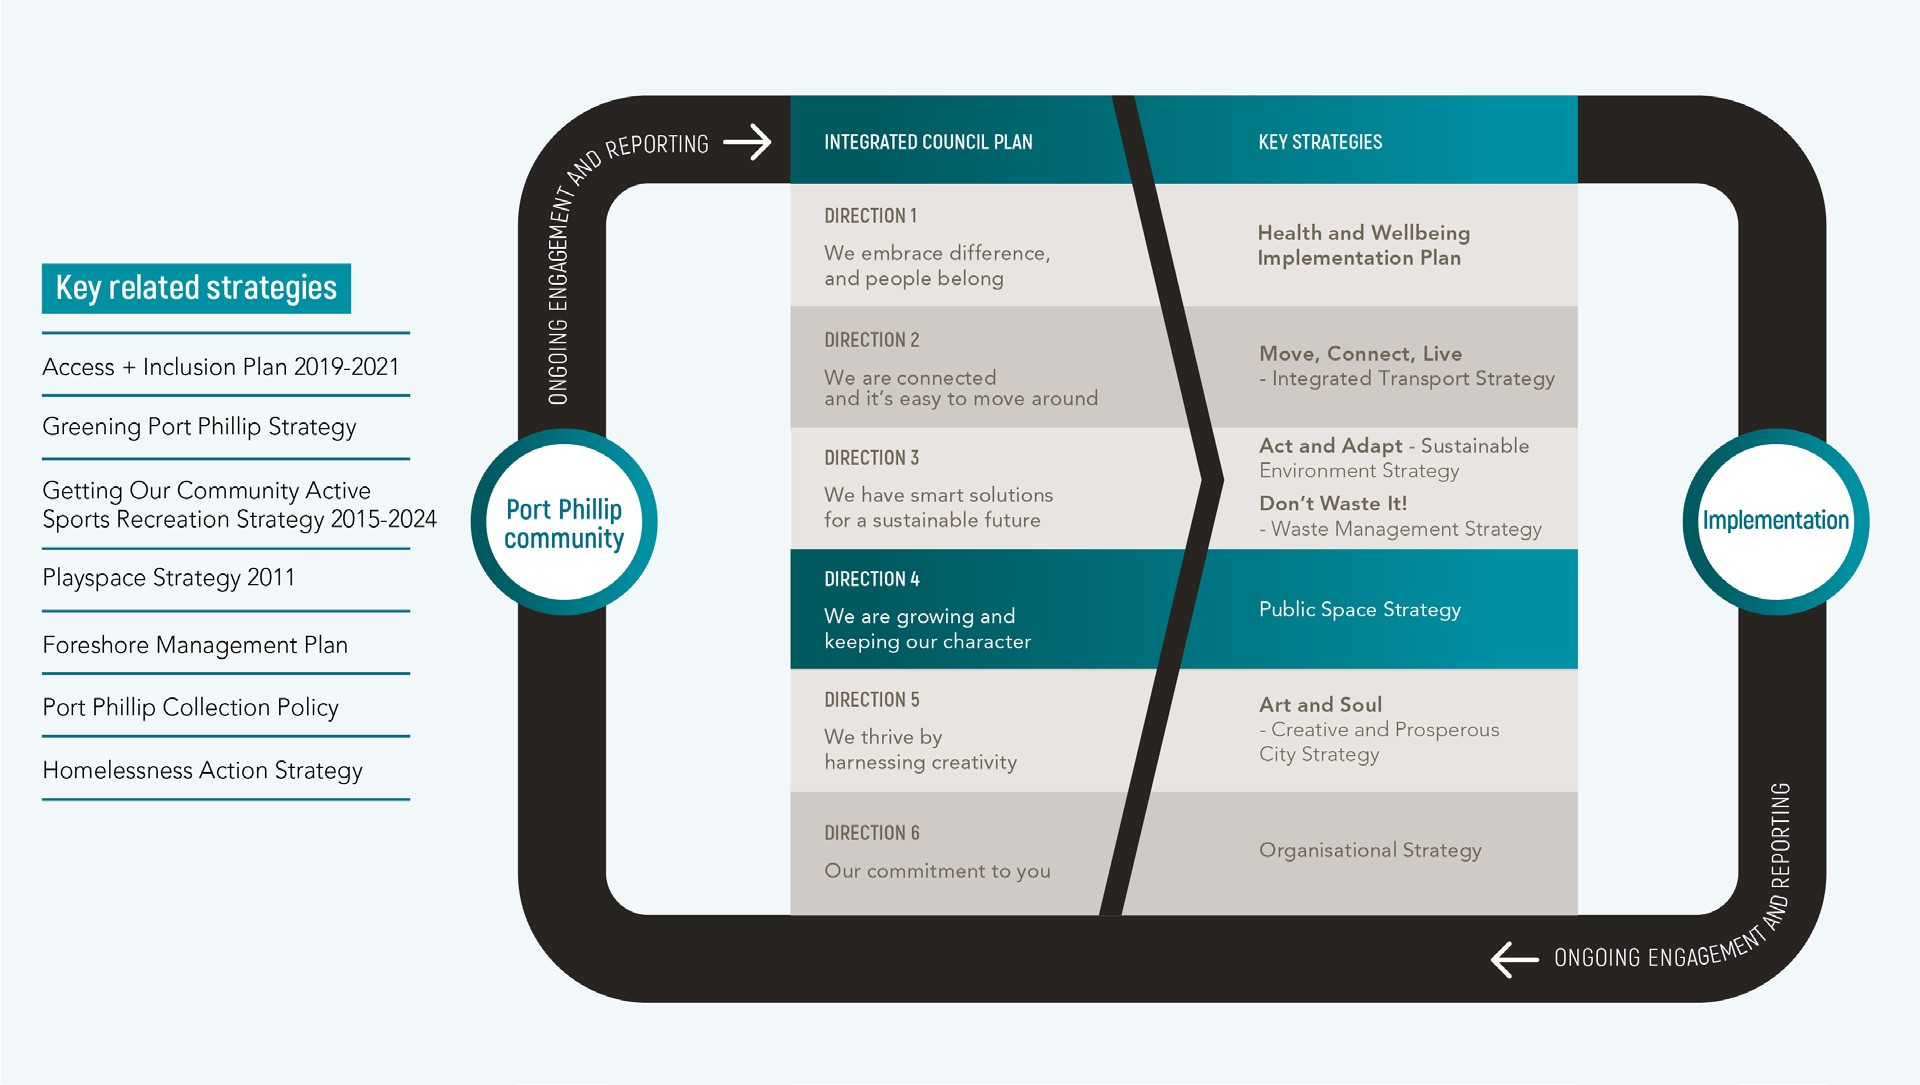 Key related strategies
Access + Inclusion Plan 2019-2021
Greening Port Phillip Strategy
Getting Our Community Active
Sports Recreation Strategy 2015-2024
Playspace Strategy 2011
Foreshore Management Plan
Port Phillip Collection Policy
Homelessness Action Strategy
ONGOING ENGAGEMENT AND REPORTING
Port Phillip
community
INTEGRATED COUNCIL PLAN
KEY STRATEGIES
DIRECTION 1
We embrace difference,
and people belong
Health and Wellbeing
Implementation Plan
DIRECTION 2
We are connected
and it’s easy to move around
Move, Connect, Live
- Integrated Transport Strategy
DIRECTION 3
We have smart solutions
for a sustainable future
Act and Adapt - Sustainable
Environment Strategy
Don’t Waste It!
- Waste Management Strategy
DIRECTION 4
We are growing and
keeping our character
Public Space Strategy
DIRECTION 5
We thrive by
harnessing creativity
Art and Soul
- Creative and Prosperous
City Strategy
DIRECTION 6
Our commitment to you
Organisational Strategy
Implementation
ONGOING ENGAGEMENT AND REPORTING